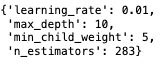 {'learning_rate': 0.01,
'max_depth': 10,
'min_child_weight': 5,
'n_estimators': 283}